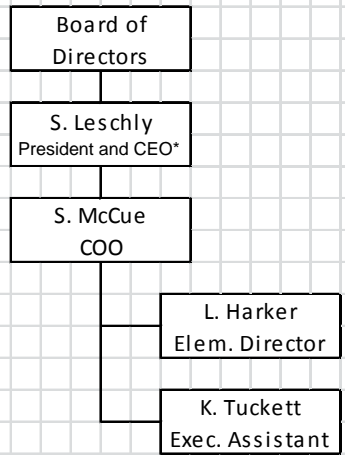 Board of
Directors
S. Leschly
President and CEO*
S. McCue
COO
L. Harker
Elem. Director
K. Tuckett
Exec. Assistant